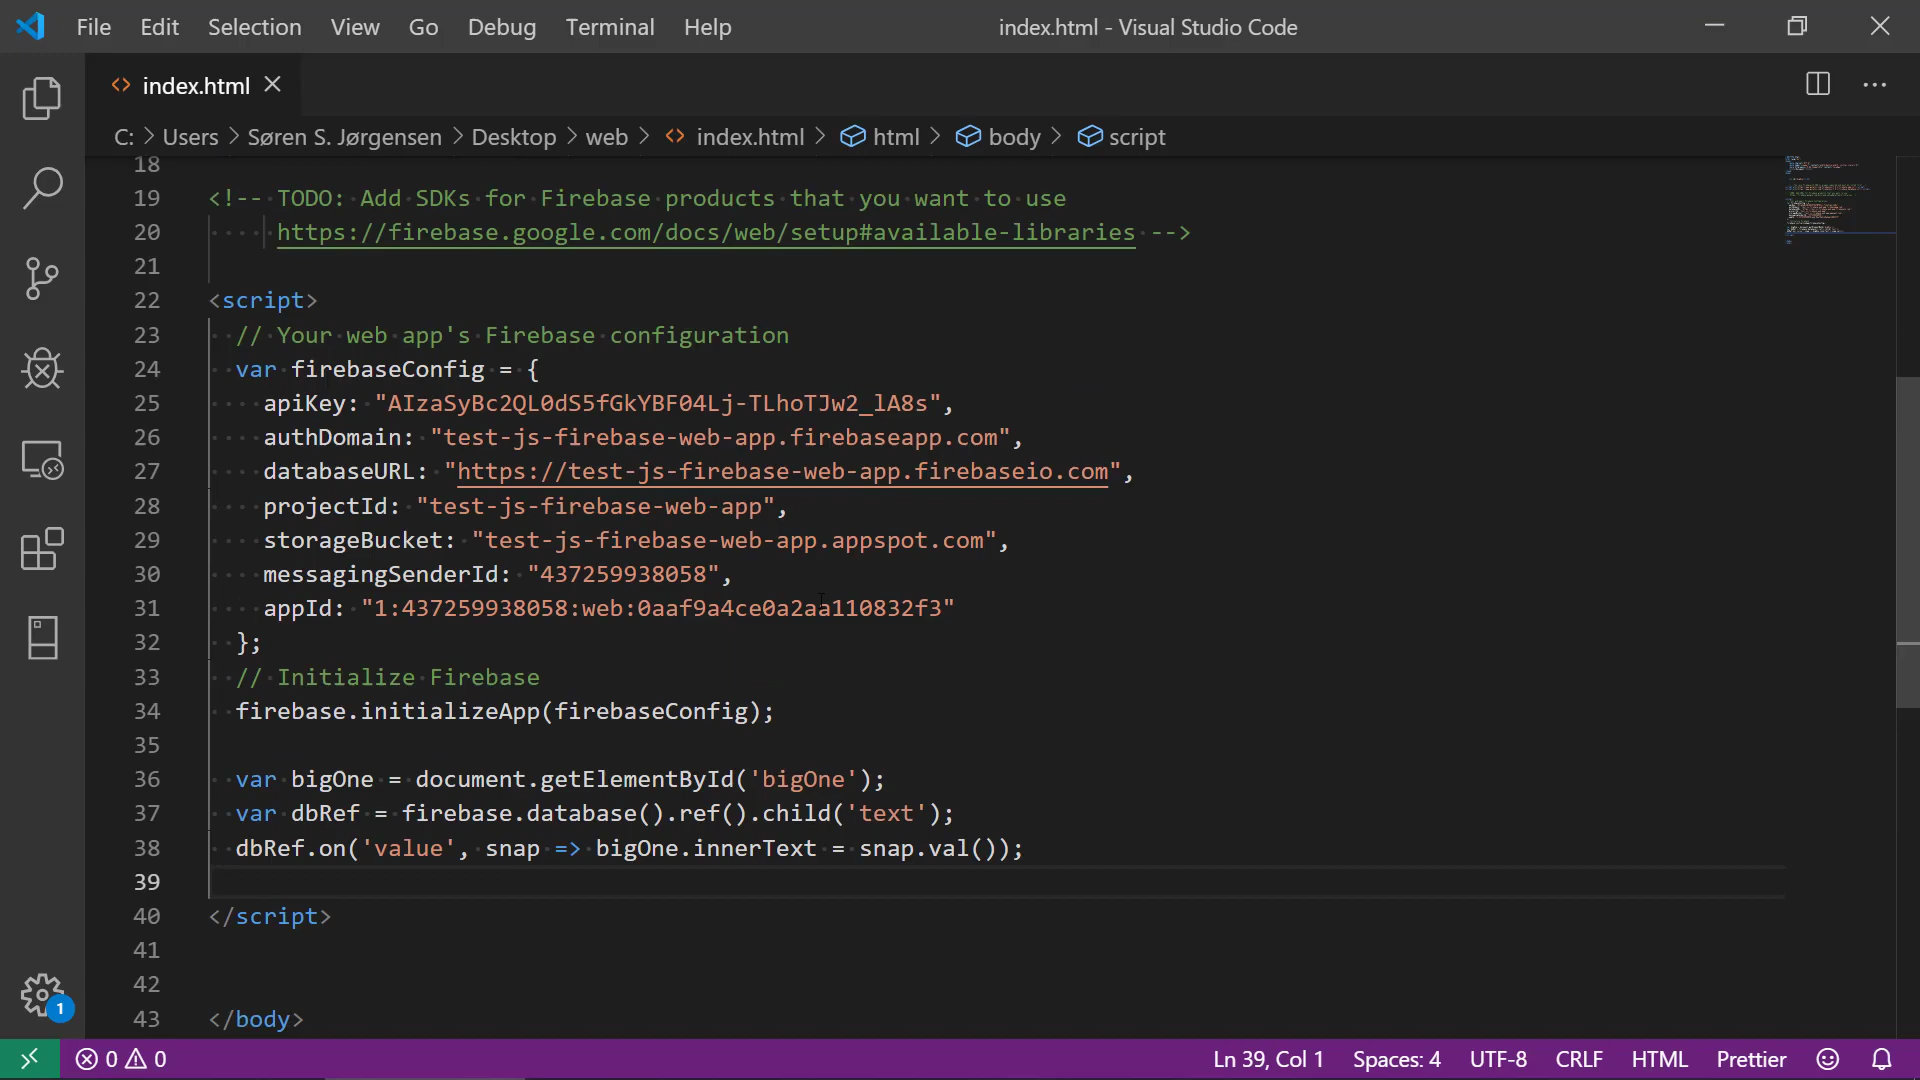 File Edit Selection View Go Debug Terminal Help index.html - Visual Studio Code
index.html
C: > Users > Søren S. Jørgensen > Desktop > web > index.html > html > body > script
18
19 <!-- TODO: Add SDKs for Firebase products that you want to use
20 https://firebase.google.com/docs/web/setup#available-libraries -->
21
22 <script>
23 // Your web app's Firebase configuration
24 var firebaseConfig = {
25 apiKey: "AIzaSyBc2QL0dS5fGkYBF04Lj-TLhoTJw2_lA8s",
26 authDomain: "test-js-firebase-web-app.firebaseapp.com",
27 databaseURL: "https://test-js-firebase-web-app.firebaseio.com",
28 projectId: "test-js-firebase-web-app",
29 storageBucket: "test-js-firebase-web-app.appspot.com",
30 messagingSenderId: "437259938058",
31 appId: "1:437259938058:web:0aaf9a4ce0a2aa110832f3"
32 };
33 // Initialize Firebase
34 firebase.initializeApp(firebaseConfig);
35
36 var bigOne = document.getElementById('bigOne');
37 var dbRef = firebase.database().ref().child('text');
38 dbRef.on('value', snap => bigOne.innerText = snap.val());
39
40 </script>
41
42
43 </body>
1
0 0 Ln 39, Col 1 Spaces: 4 UTF-8 CRLF HTML Prettier